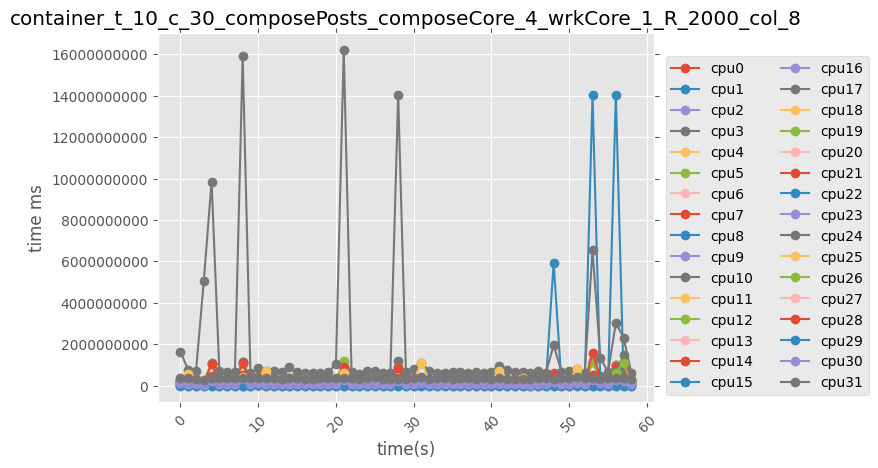 container_t_10_c_30_composePosts_composeCore_4_wrkCore_1_R_2000_col_8
time ms
16000000000
14000000000
12000000000
10000000000
8000000000
6000000000
4000000000
2000000000
0
0
10
20
30
40
50
60
time(s)
cpu0
cpu1
cpu2
cpu3
cpu4
cpu5
cpu6
cpu7
cpu8
cpu9
cpu10
cpu11
cpu12
cpu13
cpu14
cpu15
cpu16
cpu17
cpu18
cpu19
cpu20
cpu21
cpu22
cpu23
cpu24
cpu25
cpu26
cpu27
cpu28
cpu29
cpu30
cpu31